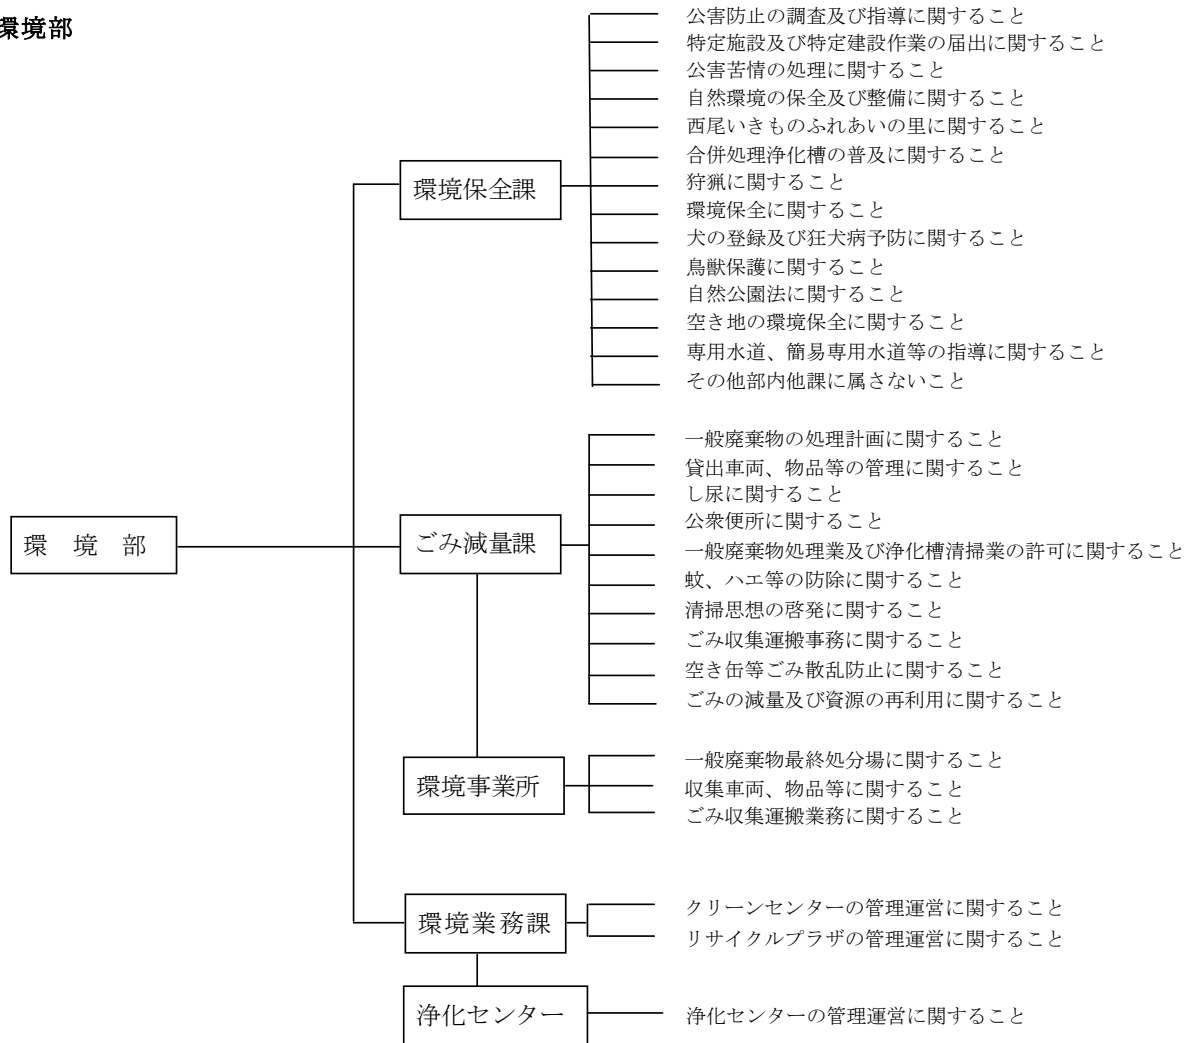 環境部
公害防止の調査及び指導に関すること
特定施設及び特定建設作業の届出に関すること
公害苦情の処理に関すること
自然環境の保全及び整備に関すること
西尾いきものふれあいの里に関すること
合併処理浄化槽の普及に関すること
環境保全課
狩猟に関すること
環境保全に関すること
犬の登録及び狂犬病予防に関すること
鳥獣保護に関すること
自然公園法に関すること
空き地の環境保全に関すること
専用水道、簡易専用水道等の指導に関すること
その他部内他課に属さないこと
一般廃棄物の処理計画に関すること
貸出車両、物品等の管理に関すること
し尿に関すること
公衆便所に関すること
環　境　部
ごみ減量課
一般廃棄物処理業及び浄化槽清掃業の許可に関すること
蚊、ハエ等の防除に関すること
清掃思想の啓発に関すること
ごみ収集運搬事務に関すること
空き缶等ごみ散乱防止に関すること
ごみの減量及び資源の再利用に関すること
一般廃棄物最終処分場に関すること
環境事業所
収集車両、物品等に関すること
ごみ収集運搬業務に関すること
環境業務課
クリーンセンターの管理運営に関すること
リサイクルプラザの管理運営に関すること
浄化センター
浄化センターの管理運営に関すること